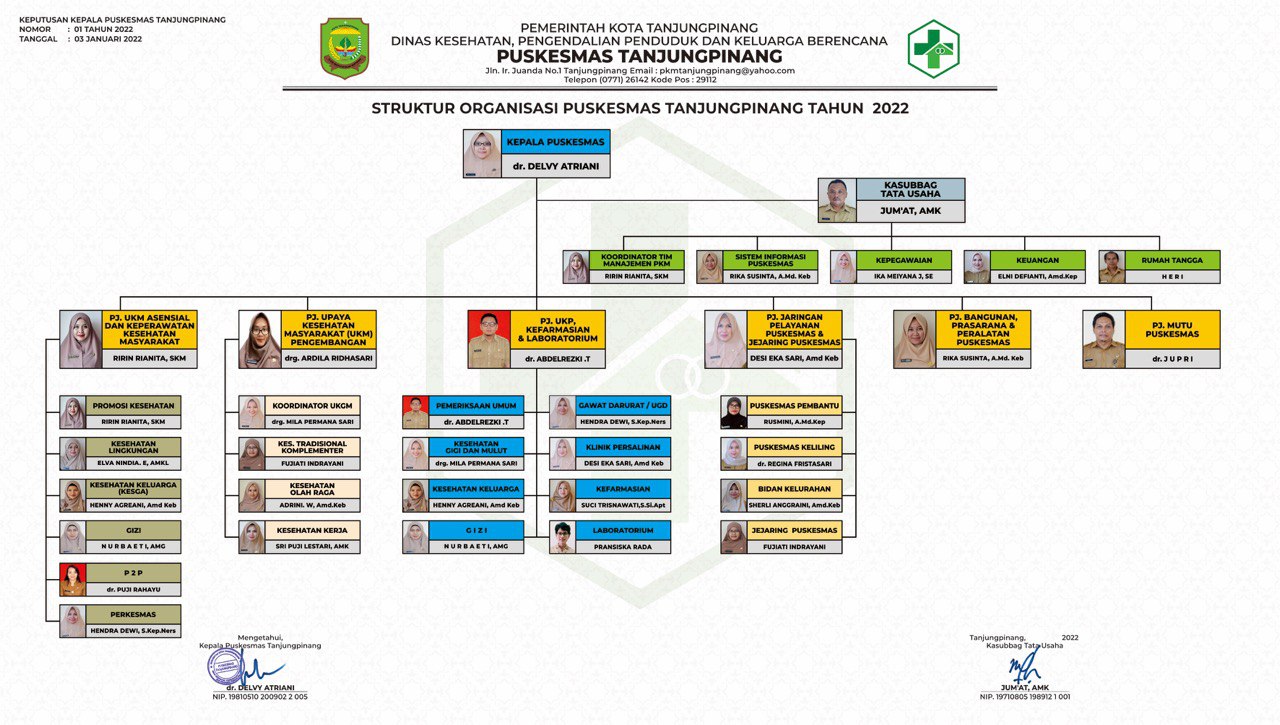 KEPUTUSAN KEPALA PUSKESMAS TANJUNGPINANG
NOMOR : 01 TAHUN 2022
TANGGAL : 03 JANUARI 2022
PEMERINTAH KOTA TANJUNGPINANG
DINAS KESEHATAN, PENGENDALIAN PENDUDUK DAN KELUARGA BERENCANA
PUSKESMAS TANJUNGPINANG
Jln. Ir. Juanda No.1 Tanjungpinang Email : pkmtanjungpinang@yahoo.com
Telepon (0771) 26142 Kode Pos : 29112
STRUKTUR ORGANISASI PUSKESMAS TANJUNGPINANG TAHUN 2022
KEPALA PUSKESMAS
dr. DELVY ATRIANI
KASUBBAG
TATA USAHA
JUM'AT, AMK
KOORDINATOR TIM
MANAJEMEN PKM
RIRIN RIANITA, SKM
SISTEM INFORMASI
PUSKESMAS
RIKA SUSINTA, A.Md. Keb
KEPEGAWAIAN
IKA MEIYANA J, SE
KEUANGAN
ELNI DEFIANTI, Amd.Kep
RUMAH TANGGA
H E R I
PJ. UKM ASENSIAL
DAN KEPERAWATAN
KESEHATAN
MASYARAKAT
RIRIN RIANITA, SKM
PJ. UPAYA
KESEHATAN
MASYARAKAT (UKM)
PENGEMBANGAN
drg. ARDILA RIDHASARI
PJ. UKP,
KEFARMASIAN
& LABORATORIUM
dr. ABDELREZKI .T
PJ. JARINGAN
PELAYANAN
PUSKESMAS &
JEJARING PUSKESMAS
DESI EKA SARI, Amd Keb
PJ. BANGUNAN,
PRASARANA &
PERALATAN
PUSKESMAS
RIKA SUSINTA, A.Md. Keb
PJ. MUTU
PUSKESMAS
dr. J U P R I
PROMOSI KESEHATAN
RIRIN RIANITA, SKM
KESEHATAN
LINGKUNGAN
ELVA NINDIA. E, AMKL
KESEHATAN KELUARGA
(KESGA)
HENNY AGREANI, Amd Keb
GIZI
N U R B A E T I, AMG
P 2 P
dr. PUJI RAHAYU
PERKESMAS
HENDRA DEWI, S.Kep.Ners
KOORDINATOR UKGM
drg. MILA PERMANA SARI
KES. TRADISIONAL
KOMPLEMENTER
FUJIATI INDRAYANI
KESEHATAN
OLAH RAGA
ADRINI. W, Amd.Keb
KESEHATAN KERJA
SRI PUJI LESTARI, AMK
PEMERIKSAAN UMUM
dr. ABDELREZKI .T
KESEHATAN
GIGI DAN MULUT
drg. MILA PERMANA SARI
KESEHATAN KELUARGA
HENNY AGREANI, Amd Keb
G I Z I
N U R B A E T I, AMG
GAWAT DARURAT / UGD
HENDRA DEWI, S.Kep.Ners
KLINIK PERSALINAN
DESI EKA SARI, Amd Keb
KEFARMASIAN
SUCI TRISNAWATI,S.Si.Apt
LABORATORIUM
PRANSISKA RADA
PUSKESMAS PEMBANTU
RUSMINI, A.Md.Kep
PUSKESMAS KELILING
dr. REGINA FRISTASARI
BIDAN KELURAHAN
SHERLI ANGGRAINI, Amd.Keb
JEJARING PUSKESMAS
FUJIATI INDRAYANI
Mengetahui,
Kepala Puskesmas Tanjungpinang
dr. DELVY ATRIANI
NIP. 19810510 200902 2 005
Tanjungpinang, 2022
Kasubbag Tata Usaha
JUM'AT, AMK
NIP. 19710805 198912 1 001